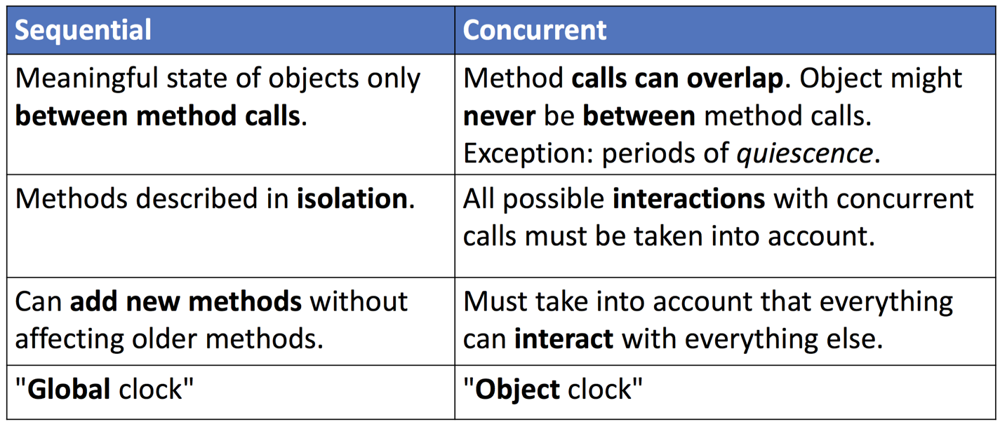 Sequential
Concurrent
Meaningful state of objects only
between method calls.
Method calls can overlap. Object might
never be between method calls.
Exception: periods of quiescence.
Methods described in isolation.
All possible interactions with concurrent
calls must be taken into account.
Can add new methods without
affecting older methods.
Must take into account that everything
can interact with everything else.
"Global clock"
"Object clock"